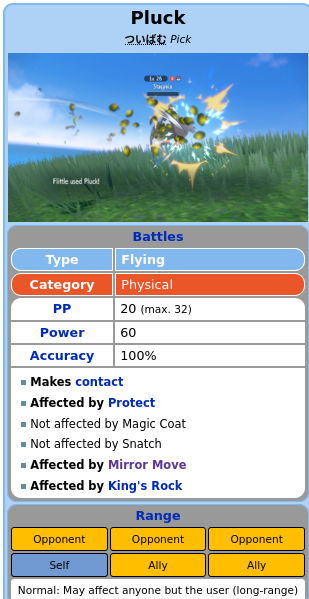 Pluck
ついばむ Pick
Lv. 26
Flittle used Pluck!
Battles
Type Flying
Category Physical
PP 20 (max. 32)
Power 60
Accuracy 100%
Makes contact
Affected by Protect
Not affected by Magic Coat
Not affected by Snatch
Affected by Mirror Move
Affected by King's Rock
Range
Opponent Opponent Opponent
Self Ally Ally
Normal: May affect anyone but the user (long-range)